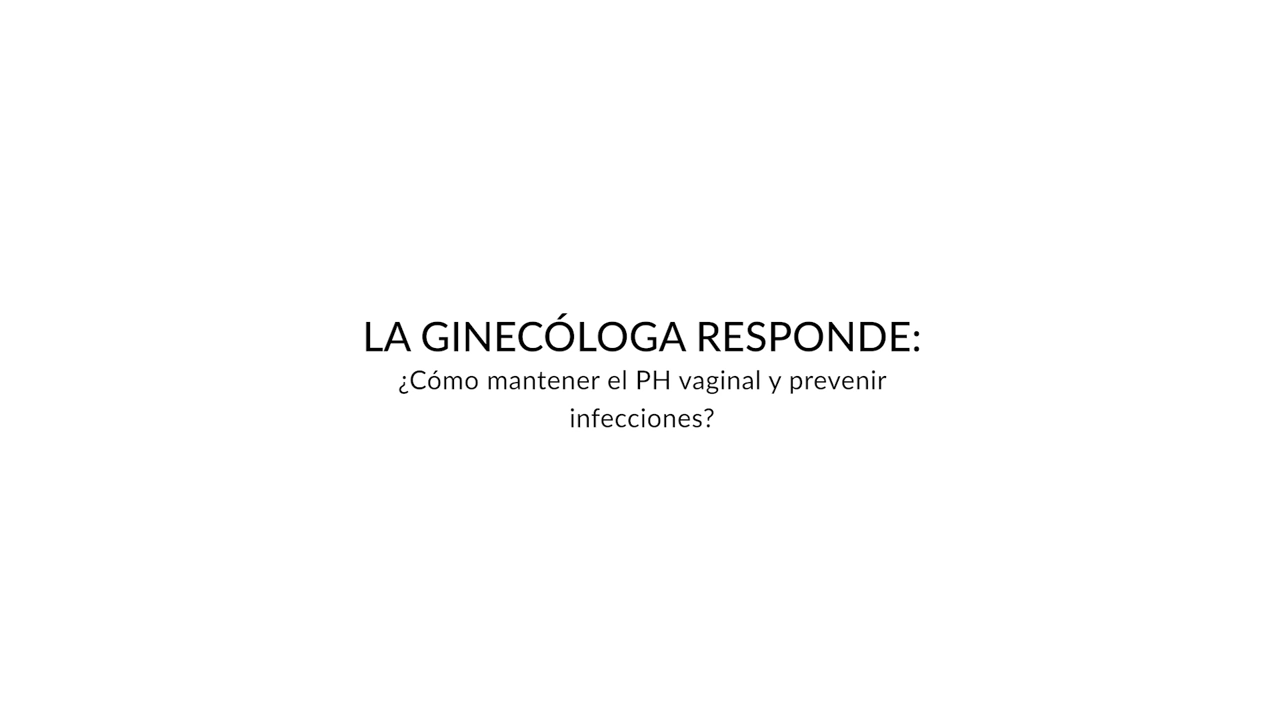 LA GINECÓLOGA RESPONDE:
¿Cómo mantener el PH vaginal y prevenir
infecciones?